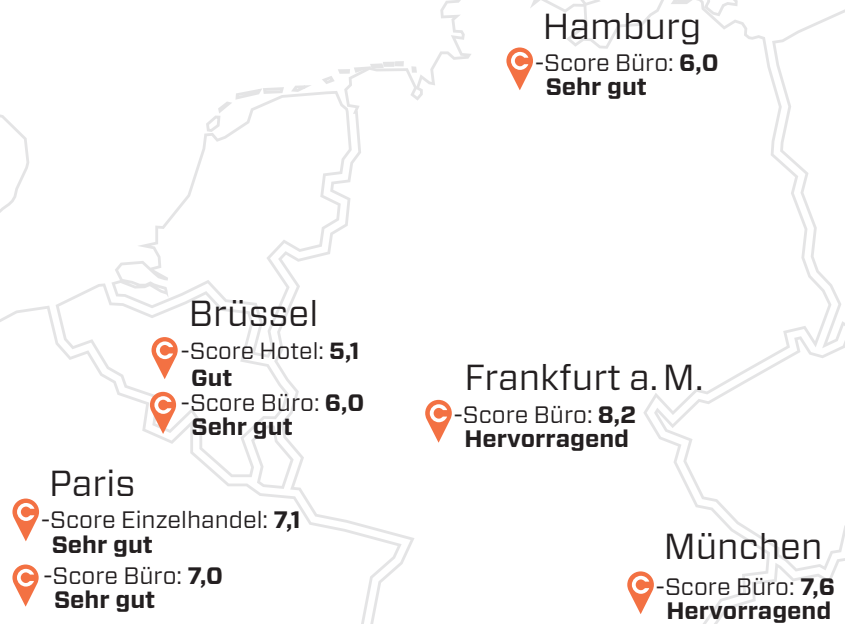 Hamburg
C-Score Büro: 6,0
Sehr gut
Brüssel
C-Score Hotel: 5,1
Gut
C-Score Büro: 6,0
Sehr gut
Frankfurt a. M.
C-Score Büro: 8,2
Hervorragend
Paris
C-Score Einzelhandel: 7,1
Sehr gut
C-Score Büro: 7,0
Sehr gut
München
C-Score Büro: 7,6
Hervorragend